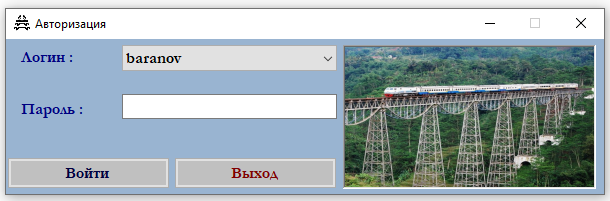 Авторизация
Логин :
baranov
Пароль :
Войти
Выход